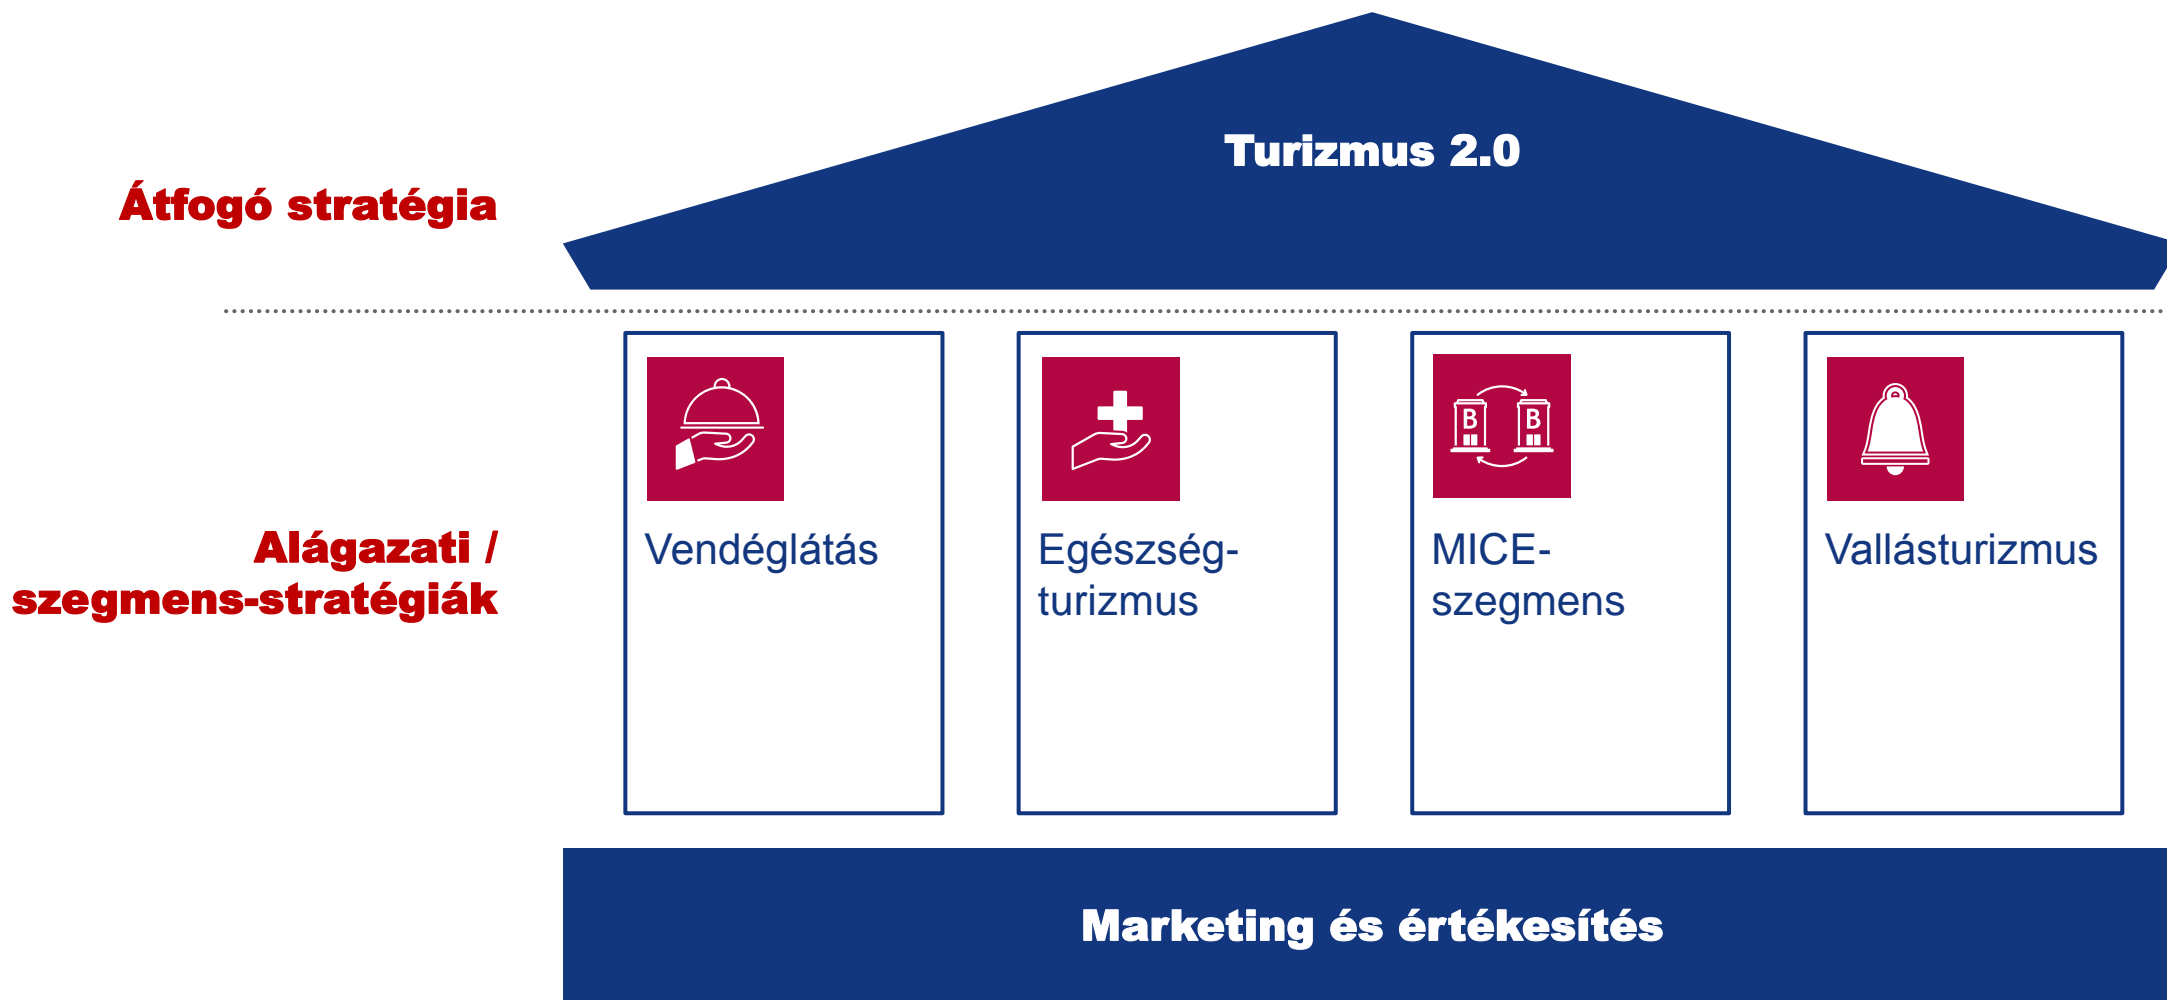 Turizmus 2.0
Átfogó stratégia
B B
Vendéglátás
Egészség-
turizmus
MICE-
szegmens
Vallásturizmus
Alágazati /
szegmens-stratégiák
Marketing és értékesítés